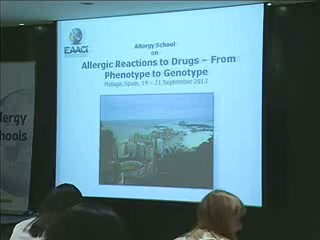 EAACI
Allergy School
on
Allergic Reactions to Drugs – From
Phenotype to Genotype
Malaga, Spain, 19 – 21 September 2013
llergy
chools